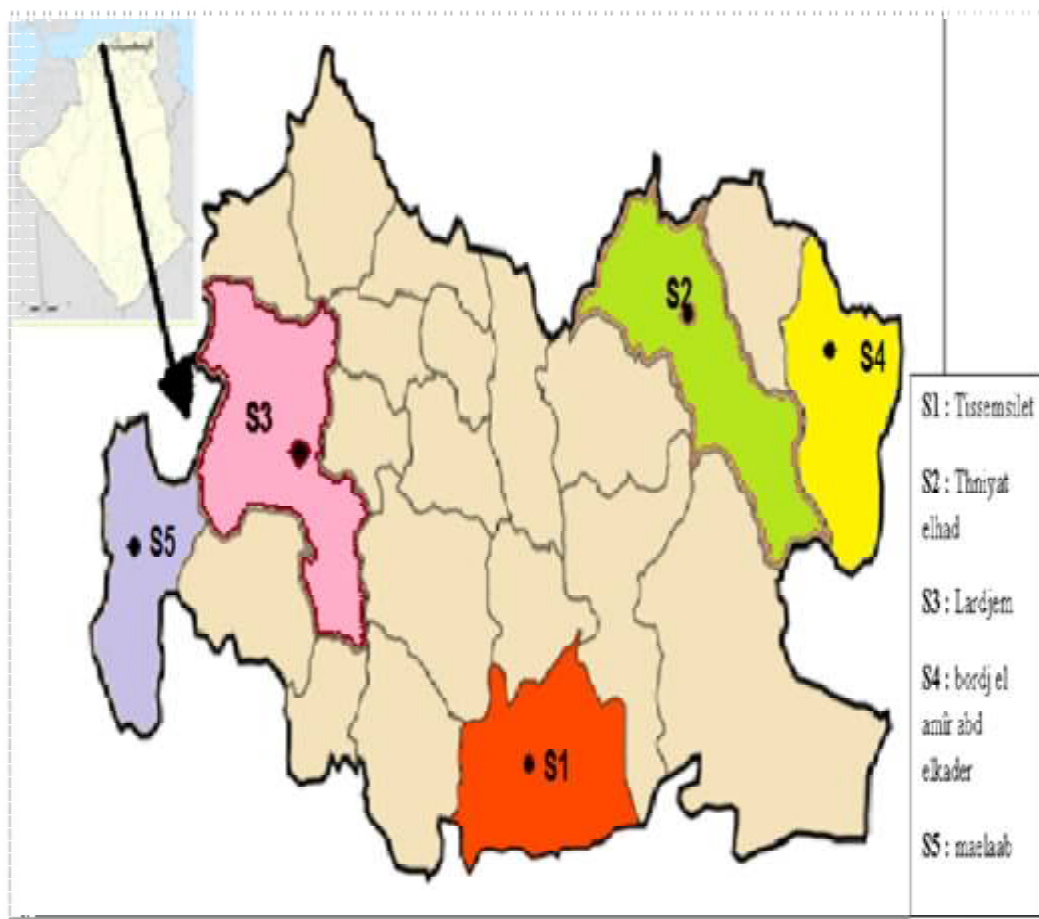 S2
S4
S3
S5
S1
S1 : Tissemsilet
S2 : Thniyat
elhad
S3 : Lardjem
S4 : bordj el
amir abd
elkader
S5 : maelaab